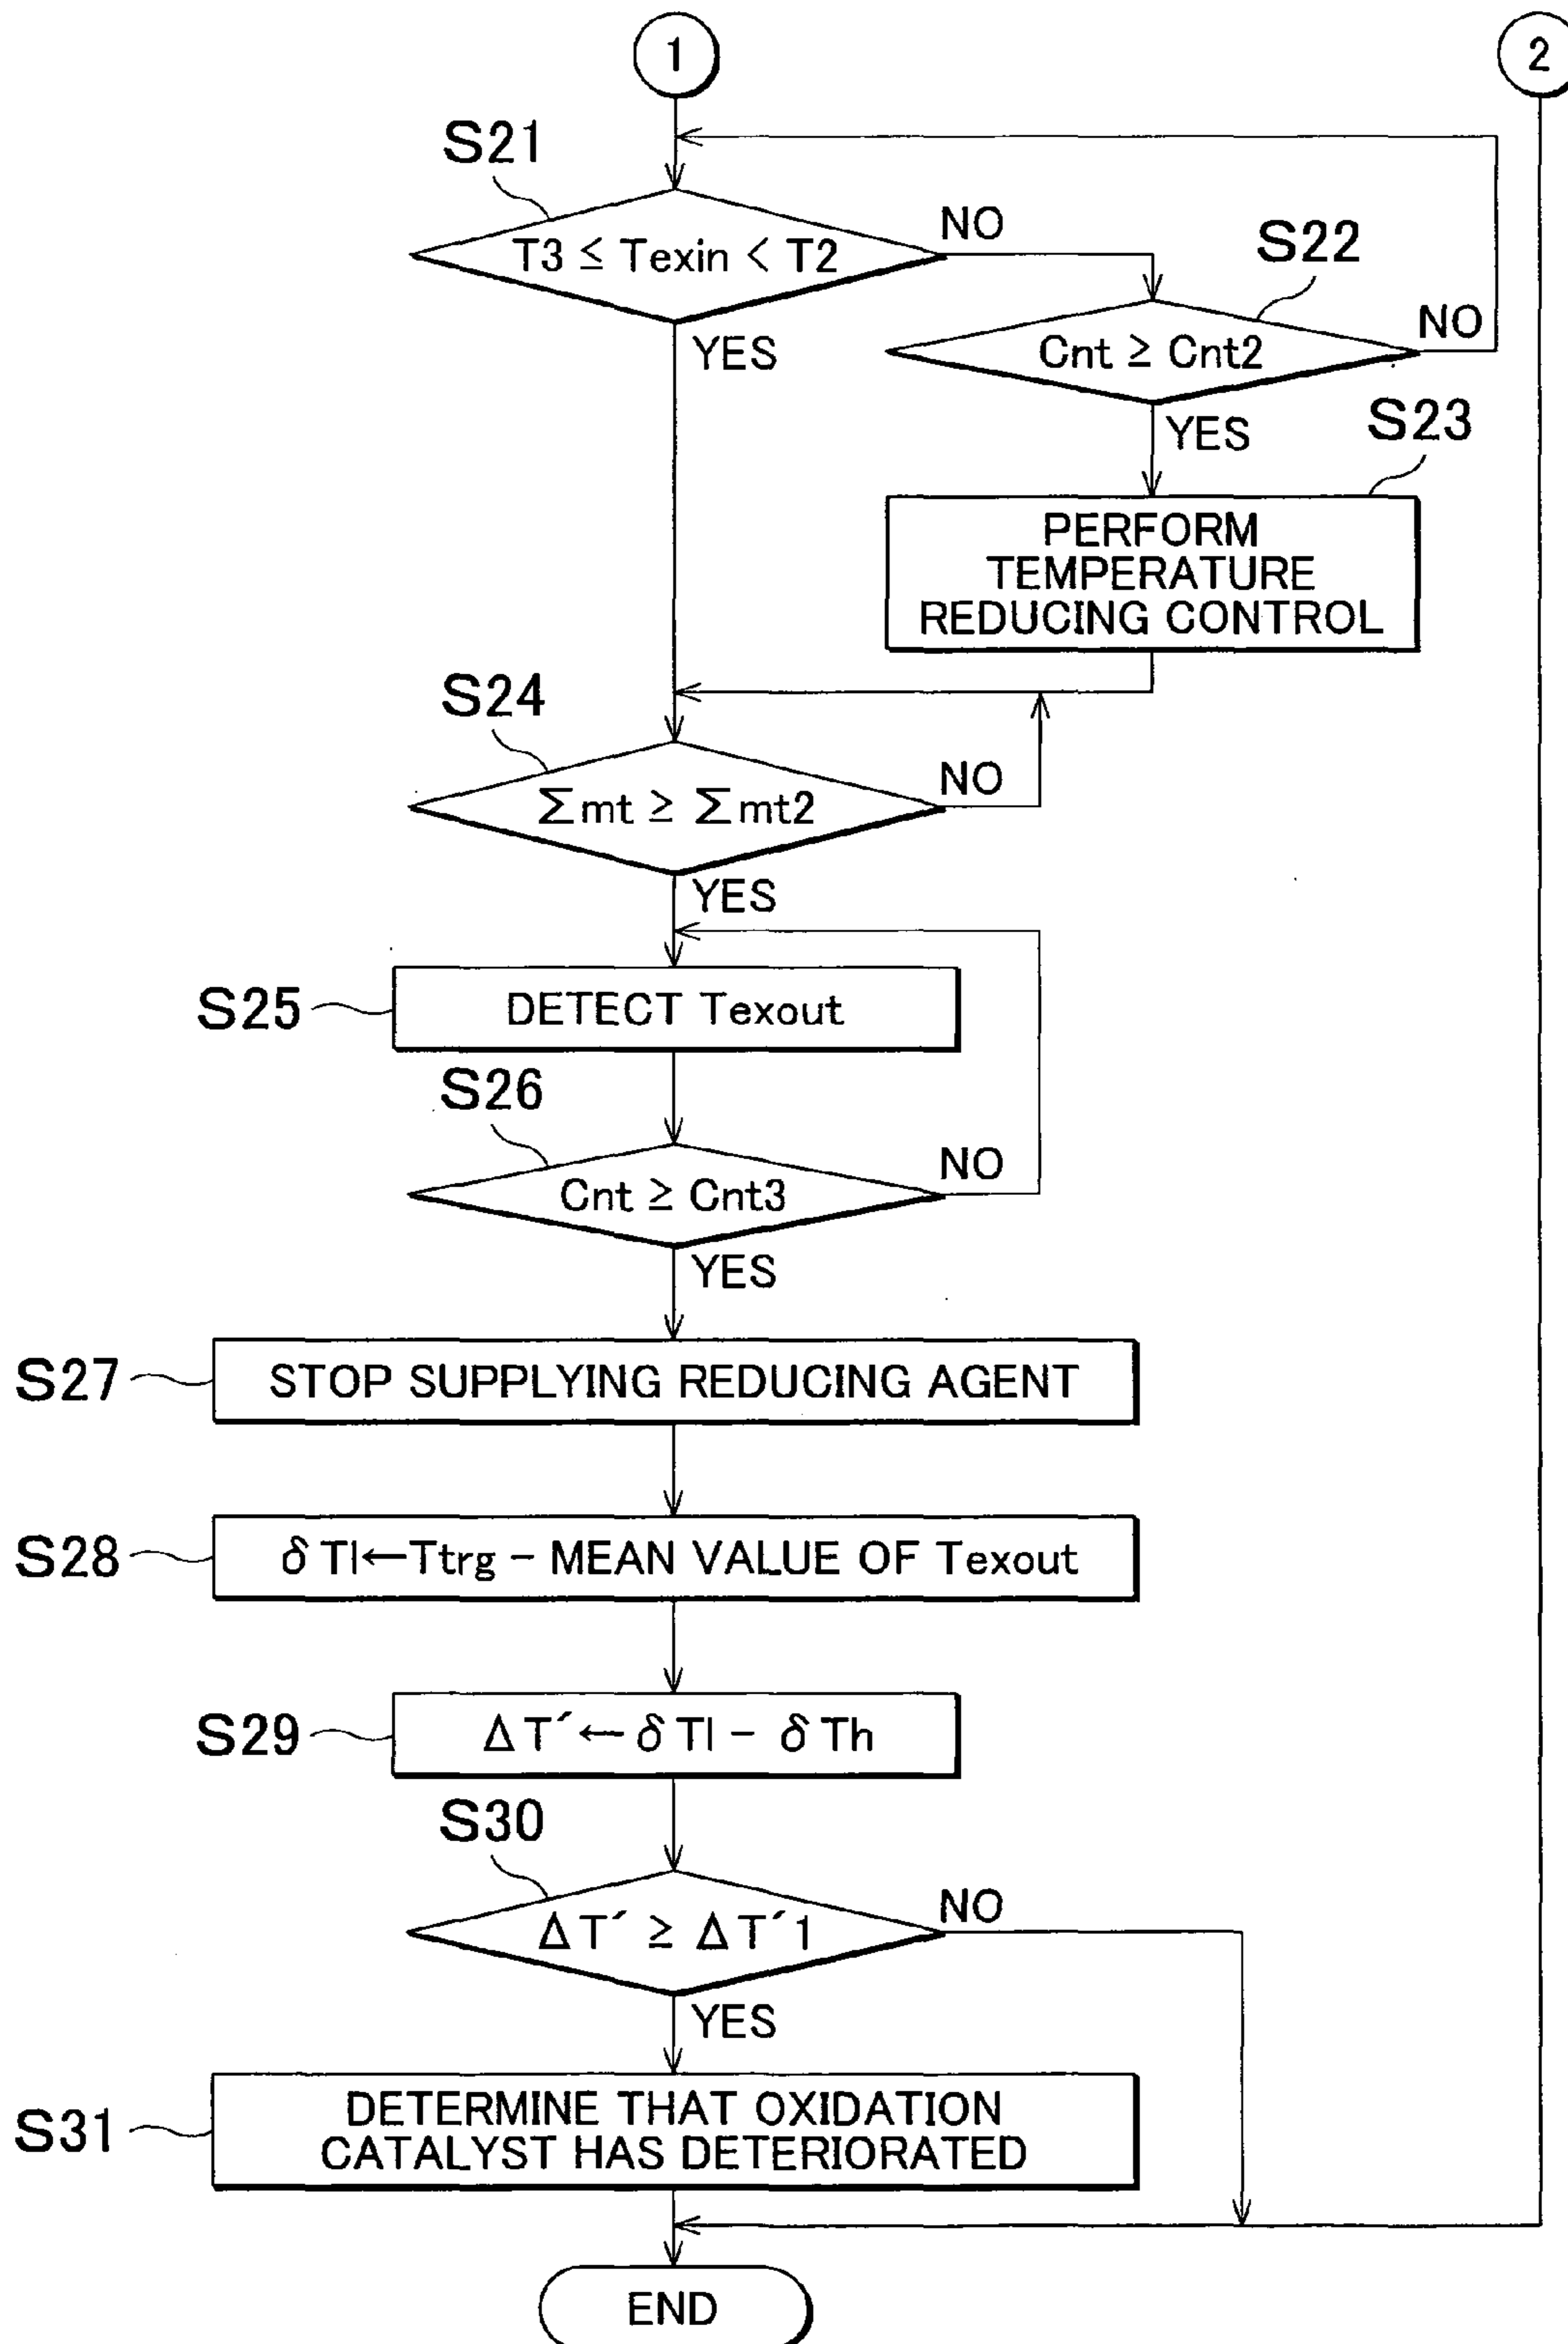 1
2
S21
T3 ≤ Texin < T2
NO
S22
YES
Cnt ≥ Cnt2
NO
YES
S23
PERFORM
TEMPERATURE
REDUCING CONTROL
S24
Σmt ≥ Σmt2
NO
YES
S25
DETECT Texout
S26
Cnt ≥ Cnt3
NO
YES
S27
STOP SUPPLYING REDUCING AGENT
S28
δTl←Ttrg − MEAN VALUE OF Texout
S29
ΔT´←δTl − δTh
S30
ΔT´ ≥ ΔT´1
NO
YES
S31
DETERMINE THAT OXIDATION
CATALYST HAS DETERIORATED
END